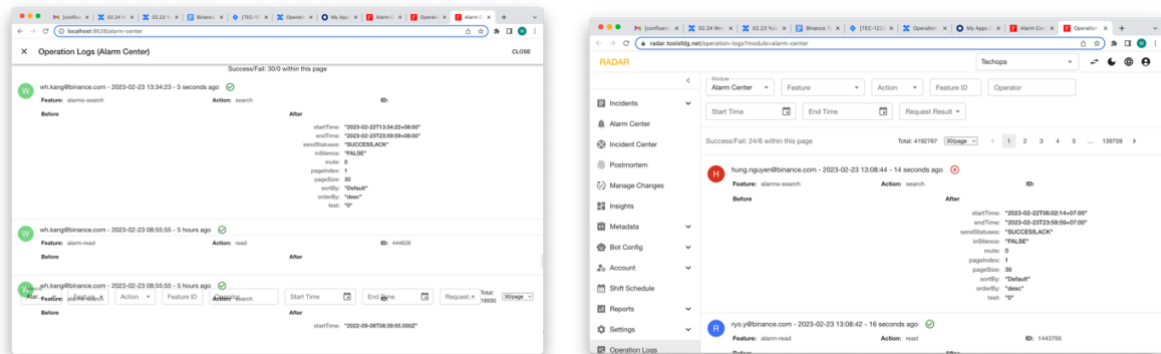 localhost:9528/alarm-center
Operation Logs (Alarm Center)
CLOSE
Success/Fail: 30/0 within this page
W
wh.kang@binance.com - 2023-02-23 13:34:23 - 5 seconds ago
Feature: alarms-search
Action: search
ID:
Before
After
startTime: "2023-02-22T13:34:22+08:00"
endTime: "2023-02-23T23:59:59+08:00"
sendStatuses: "SUCCESS,ACK"
inSilence: "FALSE"
mute: 0
pageIndex: 1
pageSize: 30
sortBy: "Default"
orderBy: "desc"
test: "0"
W
wh.kang@binance.com - 2023-02-23 08:55:55 - 5 hours ago
Feature: alarm-read
Action: read
ID: 444628
Before
After
wh.kang@binance.com - 2023-02-23 08:55:55 - 5 hours ago
Action
Feature ID
Start Time
Request..
Total:
30/page
Before
After
startTime: "2022-09-08T08:39:55.000Z"
radar.toolsfdg.net/operation-logs?module=alarm-center
RADAR
Techops
Incidents
Alarm Center
Incident Center
Postmortem
Manage Changes
Insights
Metadata
Bot Config
Account
Shift Schedule
Reports
Settings
Operation Logs
Module
Alarm Center
Feature
Action
Feature ID
Operator
Start Time
End Time
Request Result
Success/Fail: 24/6 within this page
Total: 4192767
30/page
1 2 3 4 5 ... 139759
H
hung.nguyen@binance.com - 2023-02-23 13:08:44 - 14 seconds ago
Feature: alarms-search
Action: search
ID:
Before
After
startTime: "2023-02-22T06:02:14+07:00"
endTime: "2023-02-23T23:59:59+07:00"
sendStatuses: "SUCCESS,ACK"
inSilence: "FALSE"
mute: 0
pageIndex: 1
pageSize: 30
sortBy: "Default"
orderBy: "desc"
test: "0"
R
ryo.y@binance.com - 2023-02-23 13:08:42 - 16 seconds ago
Feature: alarm-read
Action: read
ID: 1443766